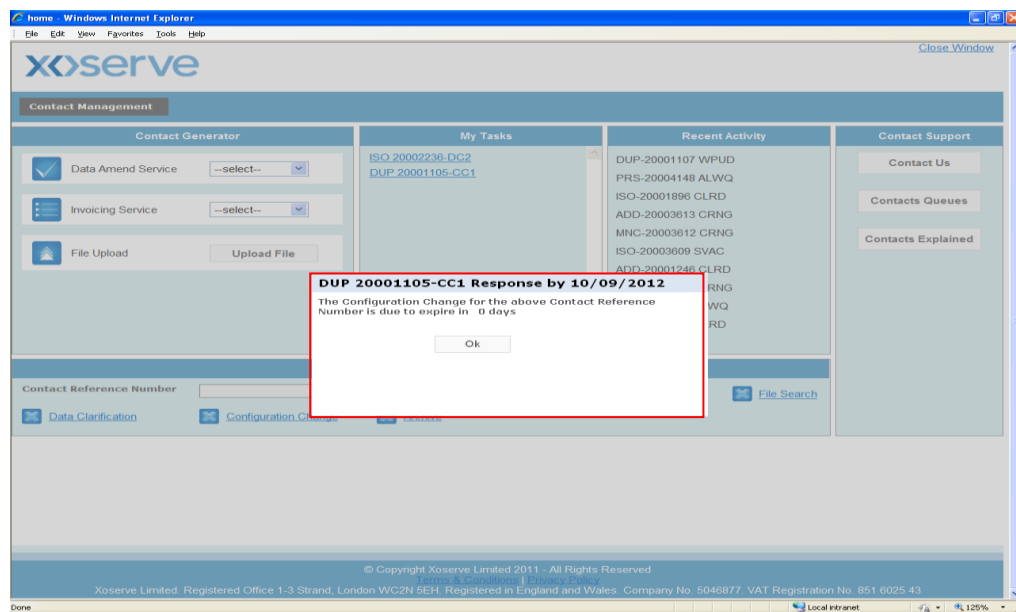 home - Windows Internet Explorer
File Edit View Favorites Tools Help
Close Window
xoserve
Contact Management
Contact Generator
Data Amend Service --select--
Invoicing Service --select--
File Upload Upload File
My Tasks
ISO 20002236-DC2
DUP 20001105-CC1
Recent Activity
DUP-20001107 WPUD
PRS-20004148 ALWQ
ISO-20001896 CLRD
ADD-20003613 CRNG
MNC-20003612 CRNG
ISO-20003609 SVAC
ADD-20001246 CLRD
RNG
WQ
RD
Contact Support
Contact Us
Contacts Queues
Contacts Explained
DUP 20001105-CC1 Response by 10/09/2012
The Configuration Change for the above Contact Reference
Number is due to expire in 0 days
Ok
Contact Reference Number
File Search
Data Clarification Configuration Change Archive
© Copyright Xoserve Limited 2011 - All Rights Reserved
Terms & Conditions | Privacy Policy
Xoserve Limited. Registered Office 1-3 Strand, London WC2N 5EH. Registered in England and Wales. Company No. 5046877. VAT Registration No. 851 6025 43
Done Local intranet 125%